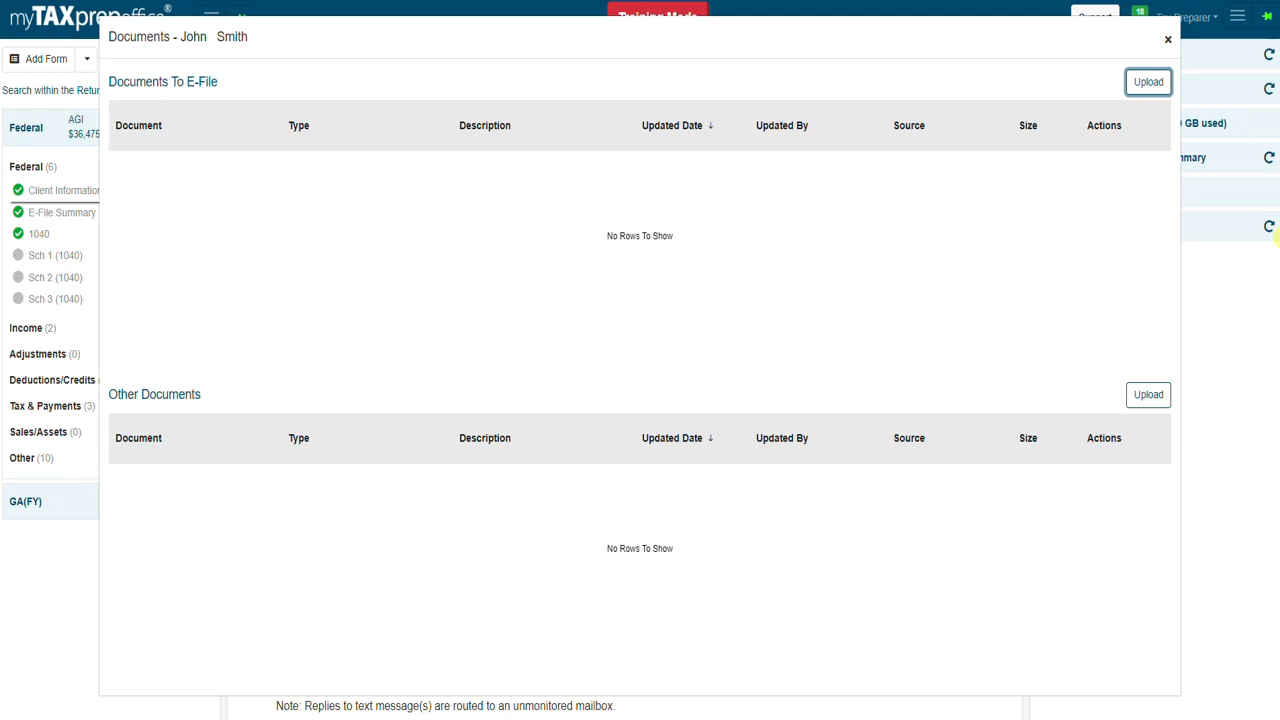 myTAXprepoffice®
Training Mode
Support
18
Tax Preparer
Add Form
Search within the Retur
Federal
AGI
$36,475
Federal (6)
Client Information
E-File Summary
1040
Sch 1 (1040)
Sch 2 (1040)
Sch 3 (1040)
Income (2)
Adjustments (0)
Deductions/Credits
Tax & Payments (3)
Sales/Assets (0)
Other (10)
GA(FY)
Documents - John Smith
×
Documents To E-File
Upload
Document Type Description Updated Date ↓ Updated By Source Size Actions
No Rows To Show
Other Documents
Upload
Document Type Description Updated Date ↓ Updated By Source Size Actions
No Rows To Show
GB used)
mmary
Note: Replies to text message(s) are routed to an unmonitored mailbox.